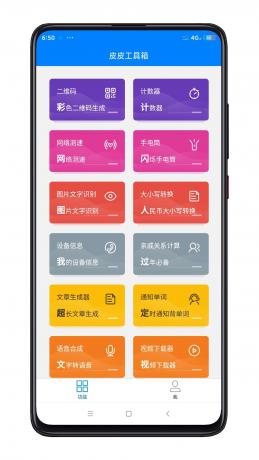 6:50
4G
皮皮工具箱
二维码
彩色二维码生成
计数器
计数器
网络测速
网络测速
手电筒
闪烁手电筒
图片文字识别
图片文字识别
大小写转换
人民币大小写转换
设备信息
我的设备信息
亲戚关系计算
过年必备
文章生成器
超长文章生成
通知单词
定时通知背单词
语音合成
文字转语音
视频下载器
视频下载器
功能
我